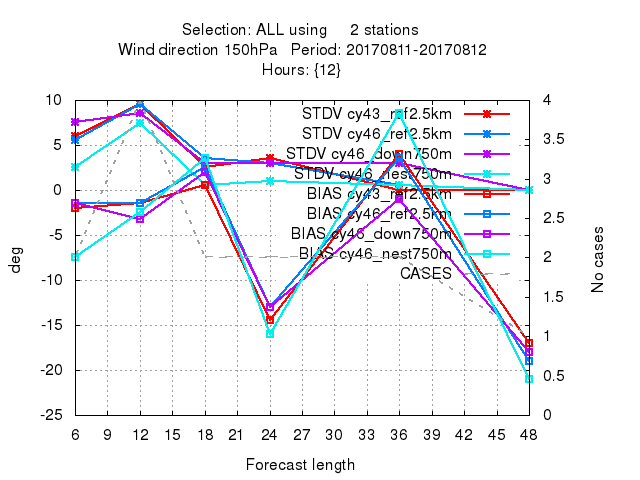 Selection: ALL using 2 stations
Wind direction 150hPa Period: 20170811-20170812
Hours: {12}
STDV cy43_ref2.5km
STDV cy46_ref2.5km
STDV cy46_down750m
STDV cy46_nest750m
BIAS cy43_ref2.5km
BIAS cy46_ref2.5km
BIAS cy46_down750m
BIAS cy46_nest750m
CASES
10
5
0
-5
-10
-15
-20
-25
deg
4
3.5
3
2.5
2
1.5
1
0.5
0
No cases
6 9 12 15 18 21 24 27 30 33 36 39 42 45 48
Forecast length